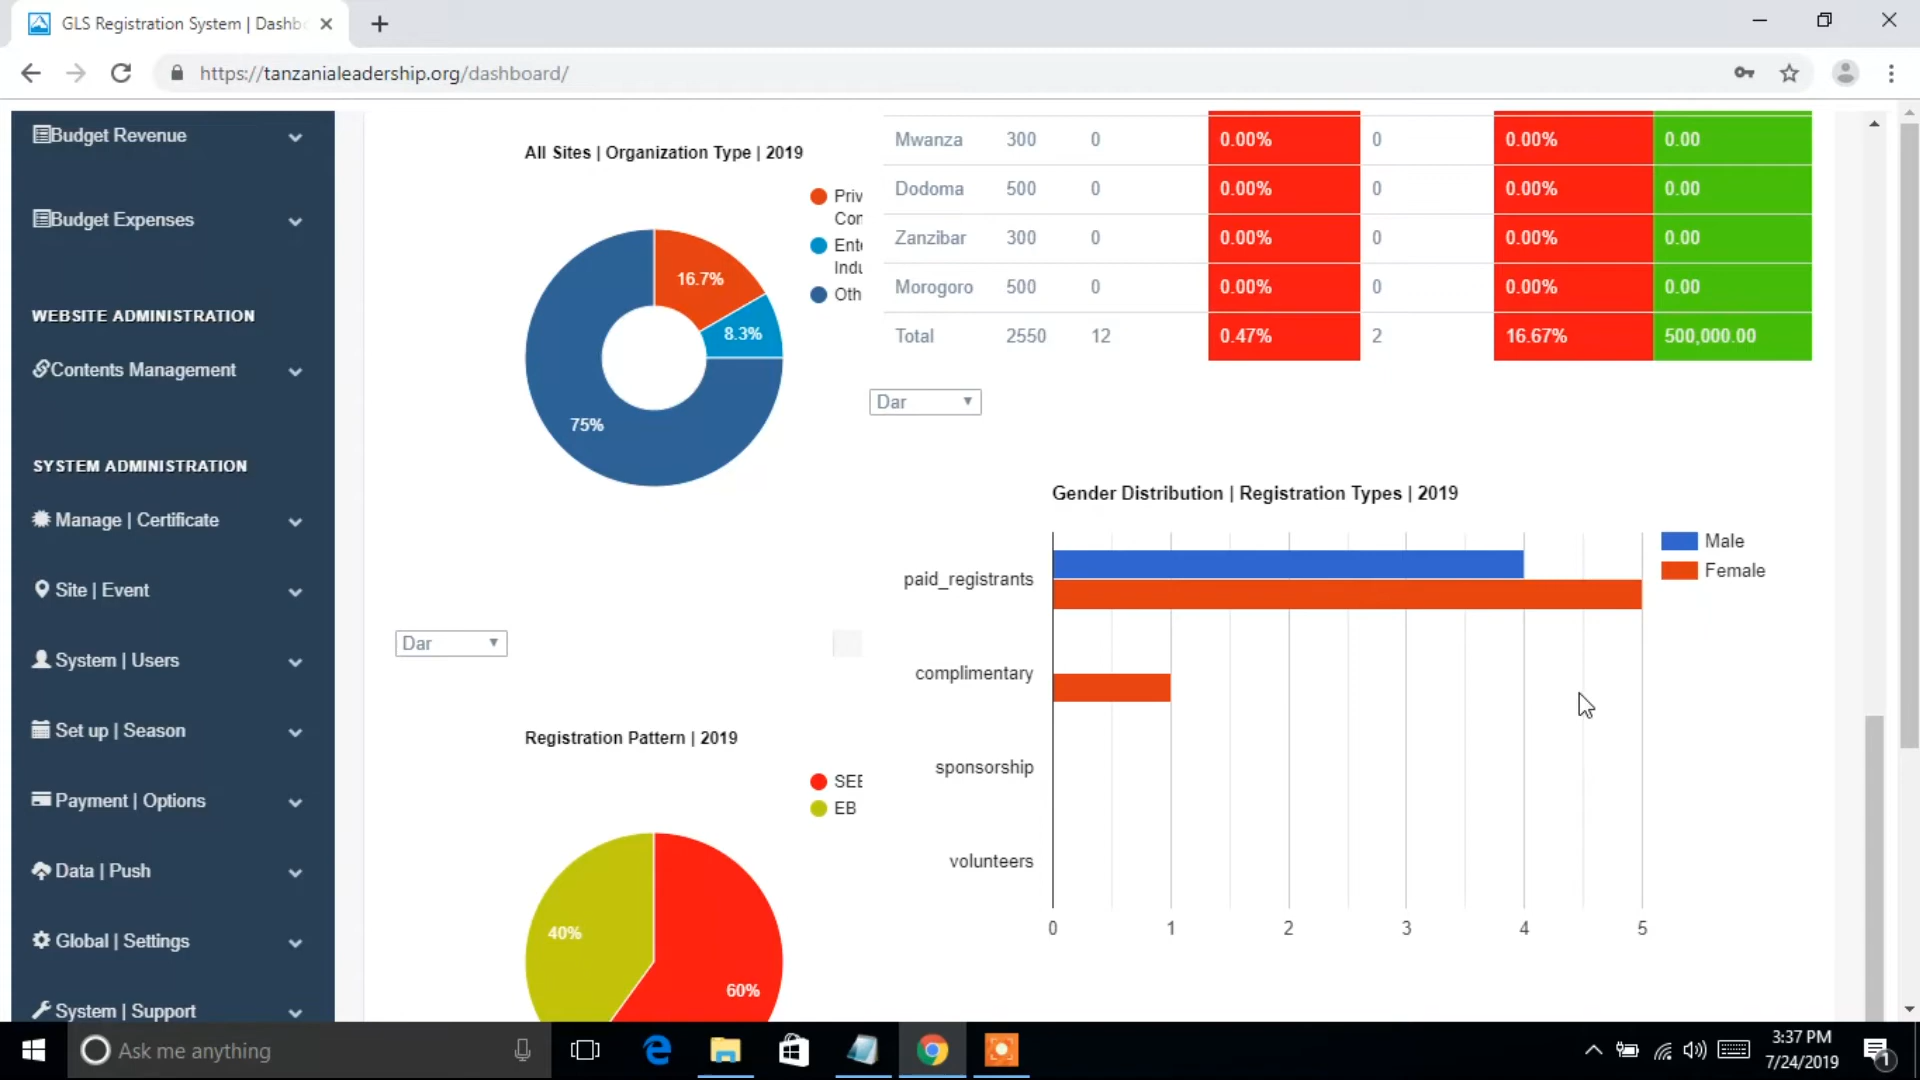 GLS Registration System | Dashb
https://tanzanialeadership.org/dashboard/
Budget Revenue
Budget Expenses
WEBSITE ADMINISTRATION
Contents Management
SYSTEM ADMINISTRATION
Manage | Certificate
Site | Event
System | Users
Set up | Season
Payment | Options
Data | Push
Global | Settings
System | Support
All Sites | Organization Type | 2019
Priv
Con
Ente
Indu
Oth
16.7%
8.3%
75%
Dar
Registration Pattern | 2019
SEE
EB
40%
60%
Mwanza 300 0 0.00% 0 0.00% 0.00
Dodoma 500 0 0.00% 0 0.00% 0.00
Zanzibar 300 0 0.00% 0 0.00% 0.00
Morogoro 500 0 0.00% 0 0.00% 0.00
Total 2550 12 0.47% 2 16.67% 500,000.00
Dar
Gender Distribution | Registration Types | 2019
Male
Female
paid_registrants
complimentary
sponsorship
volunteers
0 1 2 3 4 5
Ask me anything
3:37 PM
7/24/2019
1